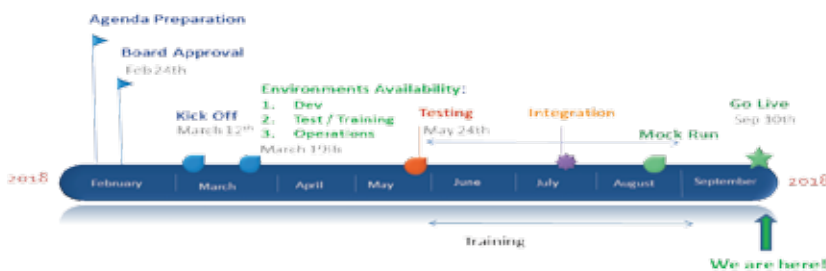 Agenda Preparation
Board Approval
Feb 24th
Environments Availability:
1. Dev
2. Test / Training
3. Operations
March 19th
Kick Off
March 12th
Testing
May 24th
Integration
Mock Run
Go Live
Sep 30th
2018
February
March
April
May
June
July
August
September
2018
Training
We are here!